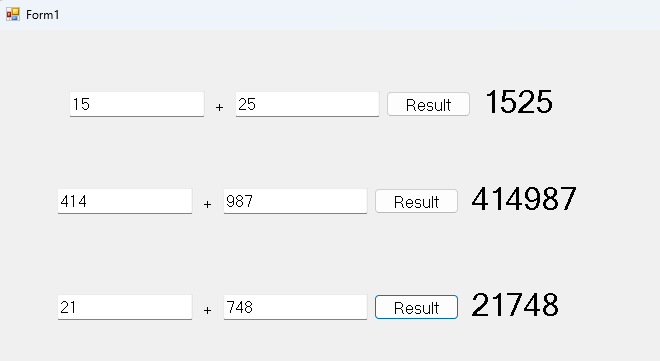 Form1
15 + 25 Result 1525
414 + 987 Result 414987
21 + 748 Result 21748